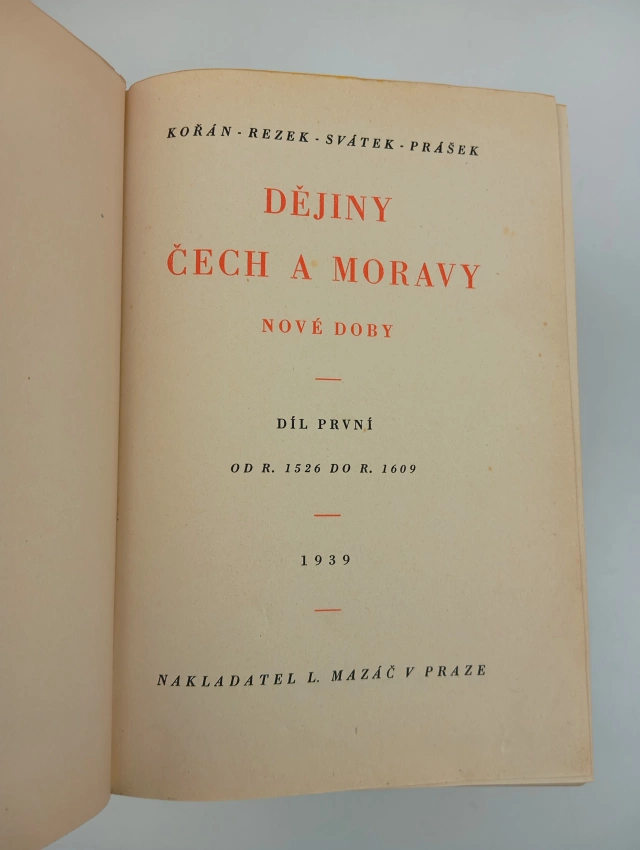 KOŘÁN - REZEK - SVÁTEK - PRÁŠEK
DĚJINY
ČECH A MORAVY
NOVÉ DOBY
DÍL PRVNÍ
OD R. 1526 DO R. 1609
1939
NAKLADATEL L. MAZÁČ V PRAZE